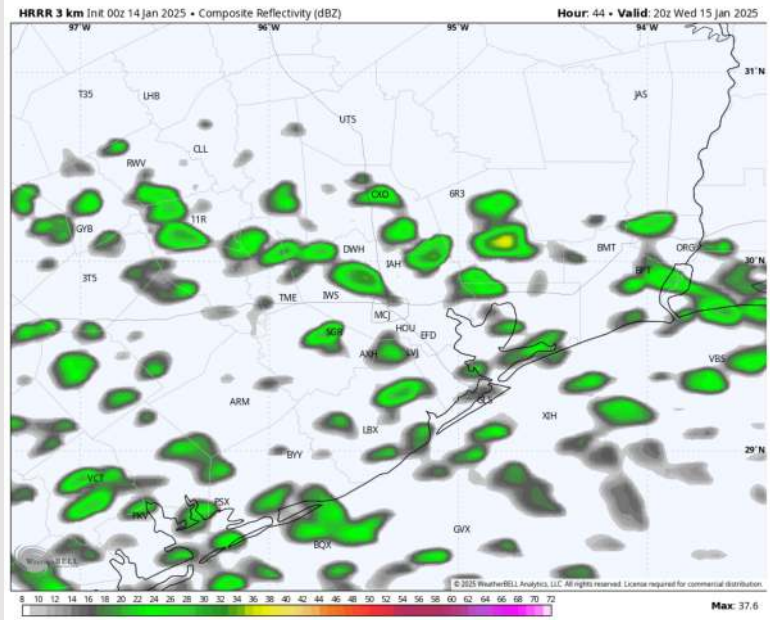 HRRR 3 km Init 00z 14 Jan 2025 • Composite Reflectivity (dBZ) Hour: 44 • Valid: 20z Wed 15 Jan 2025
97°W 96°W 95°W 94°W
31°N
T35 LHB JAS
UTS
CLL
RWV
CXO 6R3
11R
GYB
DWH BMT ORG
IAH 30°N
3T5 BPT
TME IWS
MCJ
SGR HOU EFD
AXH LVJ
VBS
ARM GLS
XIH
LBX
BYY 29°N
VCT
PKV PSX
GVX
BQX
WeatherBELL
© 2025 WeatherBELL Analytics, LLC. All rights reserved. License required for commercial distribution.
8 10 12 14 16 18 20 22 24 26 28 30 32 34 36 38 40 42 44 46 48 50 52 54 56 58 60 62 64 66 68 70 72
Max: 37.6